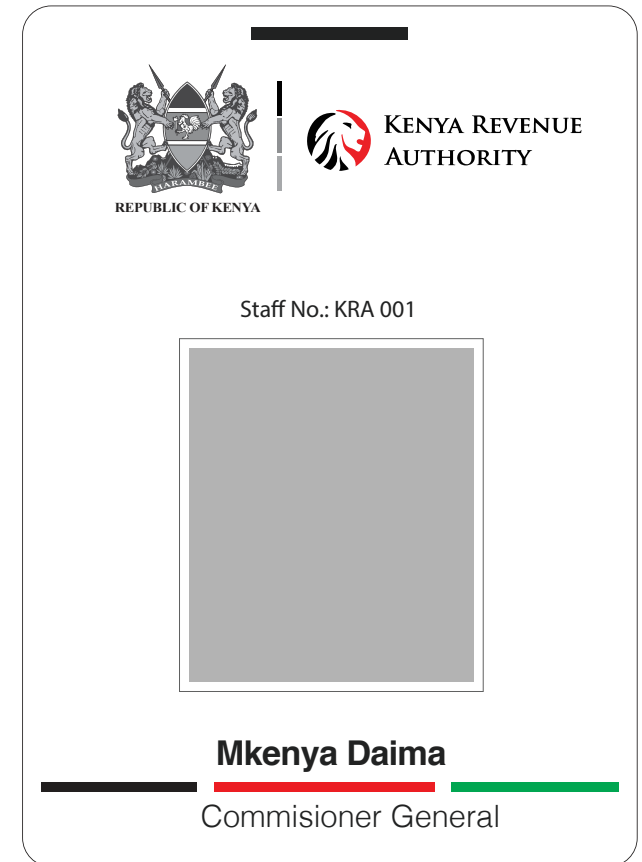 KENYA REVENUE
AUTHORITY
HARAMBEE
REPUBLIC OF KENYA
Staff No.: KRA 001
Mkenya Daima
Commisioner General